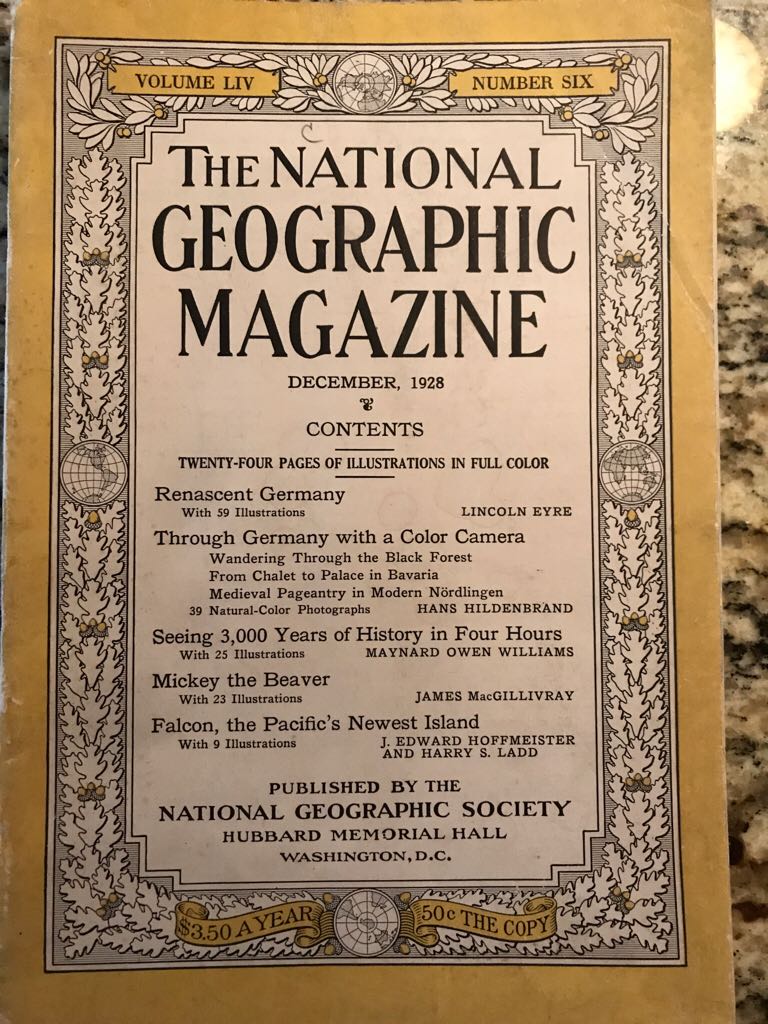 VOLUME LIV NUMBER SIX
THE NATIONAL
GEOGRAPHIC
MAGAZINE
DECEMBER, 1928
CONTENTS
TWENTY-FOUR PAGES OF ILLUSTRATIONS IN FULL COLOR
Renascent Germany
With 59 Illustrations LINCOLN EYRE
Through Germany with a Color Camera
Wandering Through the Black Forest
From Chalet to Palace in Bavaria
Medieval Pageantry in Modern Nördlingen
39 Natural-Color Photographs HANS HILDENBRAND
Seeing 3,000 Years of History in Four Hours
With 25 Illustrations MAYNARD OWEN WILLIAMS
Mickey the Beaver
With 23 Illustrations JAMES MacGILLIVRAY
Falcon, the Pacific's Newest Island
With 9 Illustrations J. EDWARD HOFFMEISTER
AND HARRY S. LADD
PUBLISHED BY THE
NATIONAL GEOGRAPHIC SOCIETY
HUBBARD MEMORIAL HALL
WASHINGTON, D.C.
$3.50 A YEAR 50c THE COPY